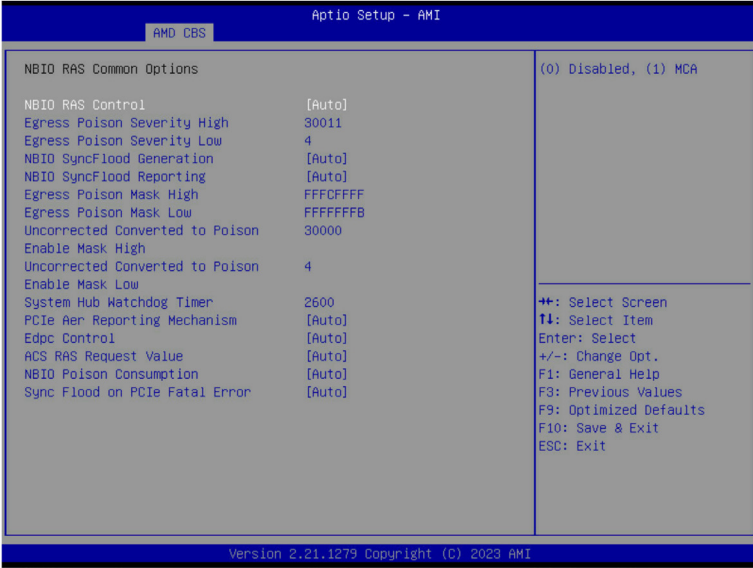 Aptio Setup – AMI
AMD CBS
NBIO RAS Common Options
(0) Disabled, (1) MCA
NBIO RAS Control [Auto]
Egress Poison Severity High 30011
Egress Poison Severity Low 4
NBIO SyncFlood Generation [Auto]
NBIO SyncFlood Reporting [Auto]
Egress Poison Mask High FFFCFFFF
Egress Poison Mask Low FFFFFFFB
Uncorrected Converted to Poison 30000
Enable Mask High
Uncorrected Converted to Poison 4
Enable Mask Low
System Hub Watchdog Timer 2600
PCIe Aer Reporting Mechanism [Auto]
Edpc Control [Auto]
ACS RAS Request Value [Auto]
NBIO Poison Consumption [Auto]
Sync Flood on PCIe Fatal Error [Auto]
→←: Select Screen
↑↓: Select Item
Enter: Select
+/-: Change Opt.
F1: General Help
F3: Previous Values
F9: Optimized Defaults
F10: Save & Exit
ESC: Exit
Version 2.21.1279 Copyright (C) 2023 AMI